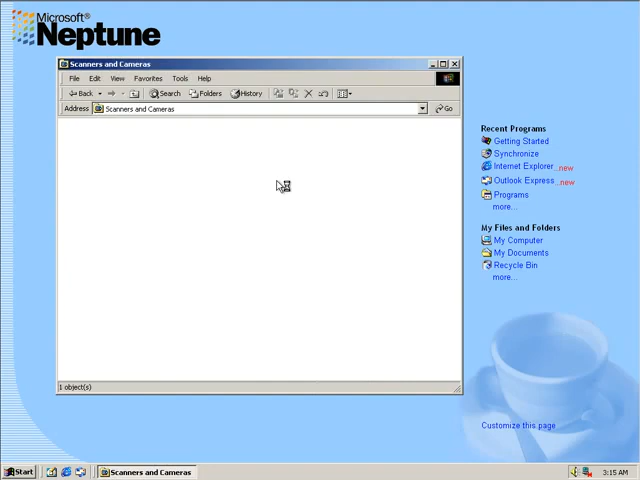 Microsoft®
Neptune
Scanners and Cameras
File Edit View Favorites Tools Help
Back Search Folders History
Address Scanners and Cameras Go
1 object(s)
Recent Programs
Getting Started
Synchronize
Internet Explorer ...new
Outlook Express ...new
Programs
more...
My Files and Folders
My Computer
My Documents
Recycle Bin
more...
Customize this page
Start Scanners and Cameras 3:15 AM